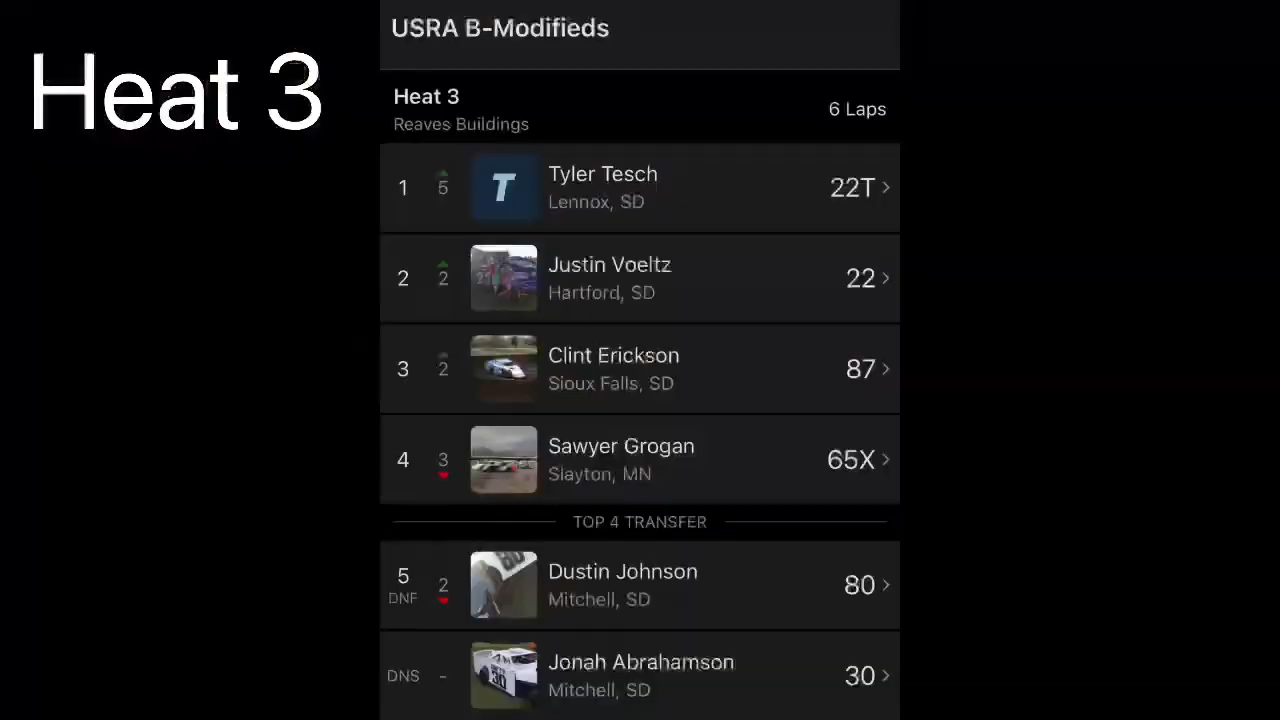 Heat 3
USRA B-Modifieds
Heat 3
Reaves Buildings
6 Laps
1 5 T Tyler Tesch 22T
Lennox, SD
2 2 Justin Voeltz 22
Hartford, SD
3 2 Clint Erickson 87
Sioux Falls, SD
4 3 Sawyer Grogan 65X
Slayton, MN
TOP 4 TRANSFER
5 2 Dustin Johnson 80
DNF Mitchell, SD
DNS - Jonah Abrahamson 30
Mitchell, SD